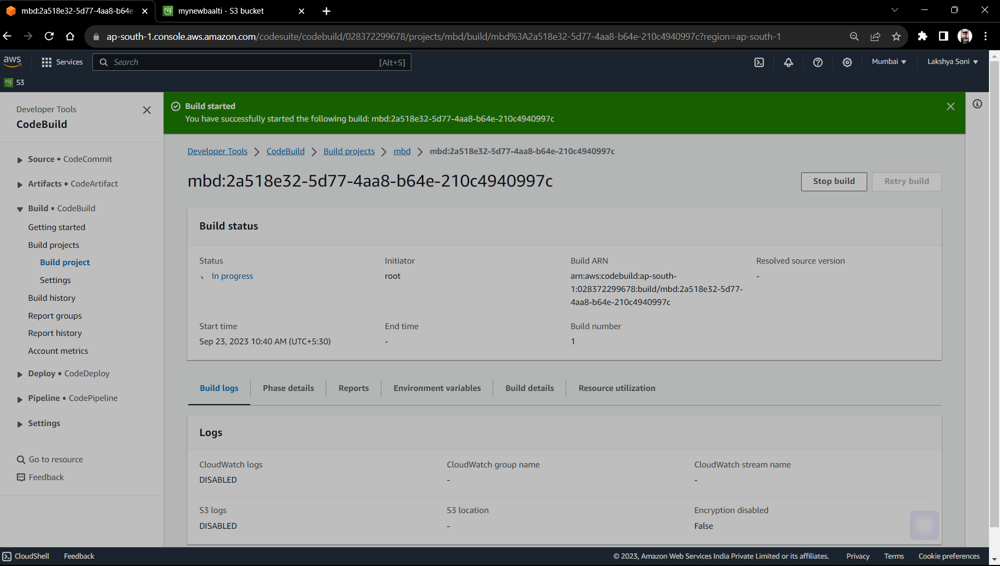 mbd:2a518e32-5d77-4aa8-b64e-
mynewbaalti - S3 bucket
ap-south-1.console.aws.amazon.com/codesuite/codebuild/028372299678/projects/mbd/build/mbd%3A2a518e32-5d77-4aa8-b64e-210c4940997c?region=ap-south-1
aws
Services
Search
[Alt+S]
Mumbai
Lakshya Soni
S3
Developer Tools
CodeBuild
Source • CodeCommit
Artifacts • CodeArtifact
Build • CodeBuild
Getting started
Build projects
Build project
Settings
Build history
Report groups
Report history
Account metrics
Deploy • CodeDeploy
Pipeline • CodePipeline
Settings
Go to resource
Feedback
Build started
You have successfully started the following build: mbd:2a518e32-5d77-4aa8-b64e-210c4940997c
Developer Tools
CodeBuild
Build projects
mbd
mbd:2a518e32-5d77-4aa8-b64e-210c4940997c
mbd:2a518e32-5d77-4aa8-b64e-210c4940997c
Stop build
Retry build
Build status
Status
In progress
Initiator
root
Build ARN
arn:aws:codebuild:ap-south-
1:028372299678:build/mbd:2a518e32-5d77-
4aa8-b64e-210c4940997c
Resolved source version
-
Start time
Sep 23, 2023 10:40 AM (UTC+5:30)
End time
-
Build number
1
Build logs
Phase details
Reports
Environment variables
Build details
Resource utilization
Logs
CloudWatch logs
DISABLED
CloudWatch group name
-
CloudWatch stream name
-
S3 logs
DISABLED
S3 location
-
Encryption disabled
False
CloudShell
Feedback
© 2023, Amazon Web Services India Private Limited or its affiliates.
Privacy
Terms
Cookie preferences